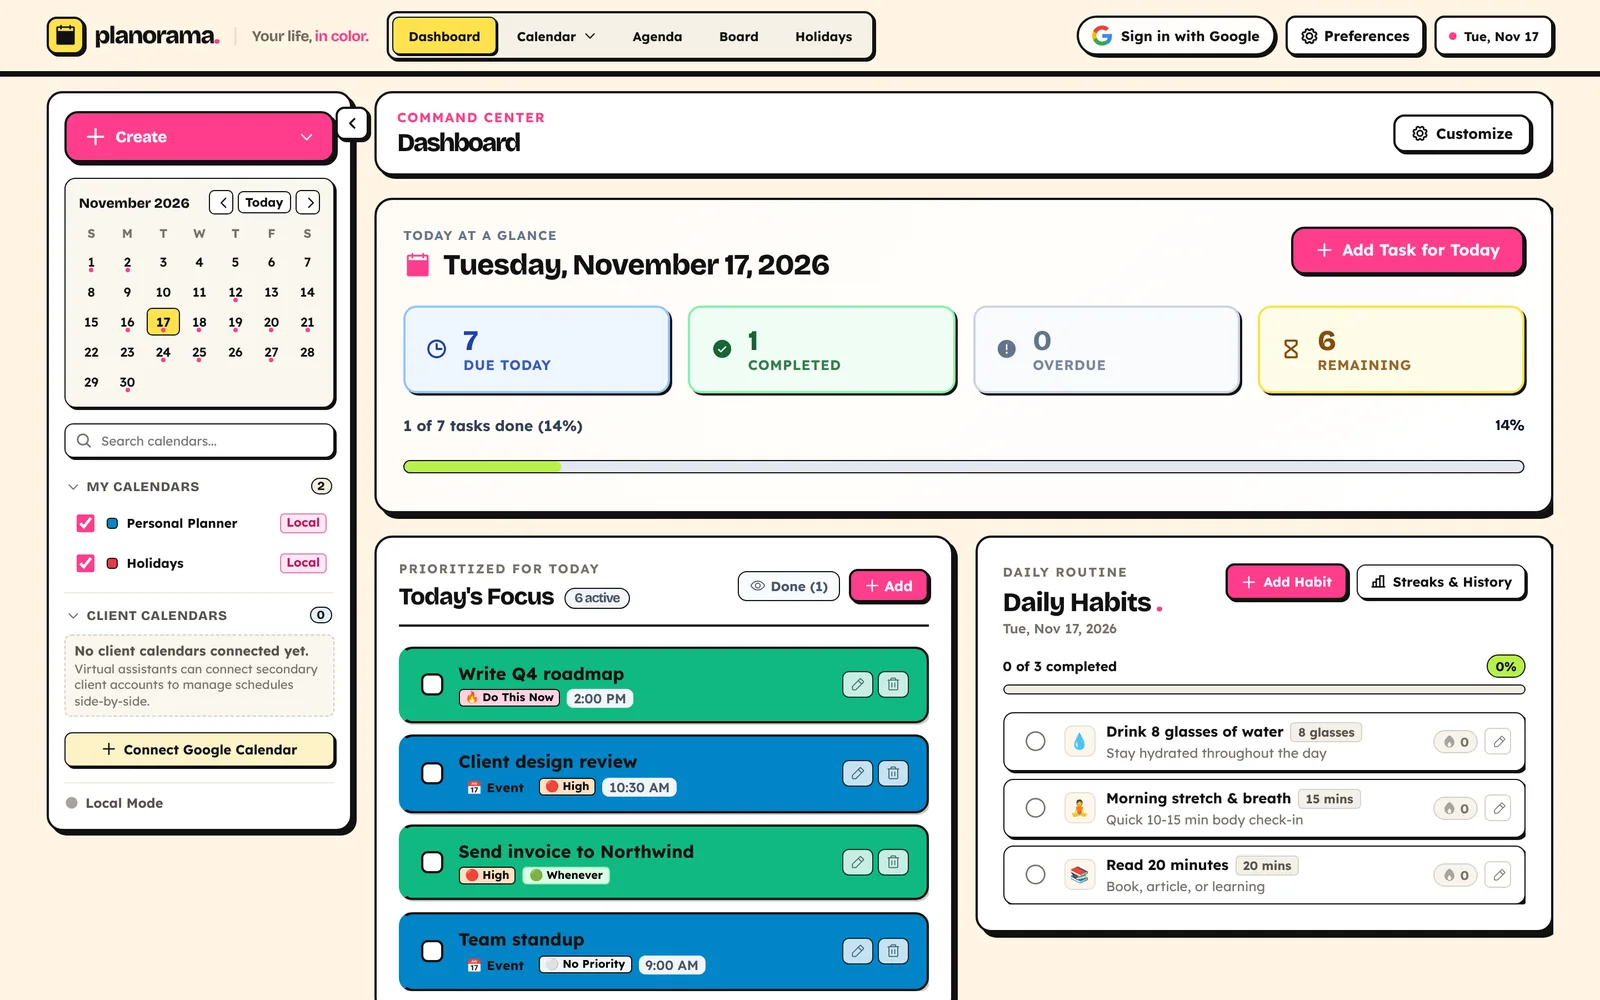 planorama.
Your life, in color.
Dashboard
Calendar
Agenda
Board
Holidays
Sign in with Google
Preferences
Tue, Nov 17
Create
November 2026
Today
S M T W T F S
1 2 3 4 5 6 7
8 9 10 11 12 13 14
15 16 17 18 19 20 21
22 23 24 25 26 27 28
29 30
Search calendars...
MY CALENDARS 2
Personal Planner Local
Holidays Local
CLIENT CALENDARS 0
No client calendars connected yet.
Virtual assistants can connect secondary
client accounts to manage schedules
side-by-side.
Connect Google Calendar
Local Mode
COMMAND CENTER
Dashboard
Customize
TODAY AT A GLANCE
Tuesday, November 17, 2026
Add Task for Today
7
DUE TODAY
1
COMPLETED
0
OVERDUE
6
REMAINING
1 of 7 tasks done (14%) 14%
PRIORITIZED FOR TODAY
Today's Focus 6 active
Done (1)
Add
Write Q4 roadmap
Do This Now 2:00 PM
Client design review
Event High 10:30 AM
Send invoice to Northwind
High Whenever
Team standup
Event No Priority 9:00 AM
DAILY ROUTINE
Daily Habits.
Tue, Nov 17, 2026
Add Habit
Streaks & History
0 of 3 completed 0%
Drink 8 glasses of water 8 glasses
Stay hydrated throughout the day
0
Morning stretch & breath 15 mins
Quick 10-15 min body check-in
0
Read 20 minutes 20 mins
Book, article, or learning
0